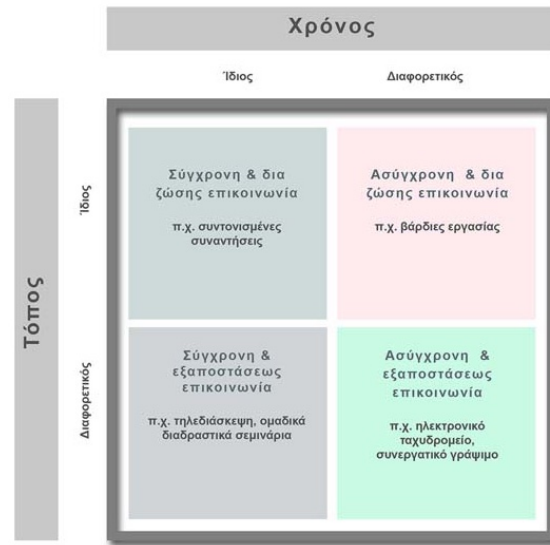 Χρόνος
Ίδιος
Διαφορετικός
Τόπος
Ίδιος
Σύγχρονη & δια
ζώσης επικοινωνία
π.χ. συντονισμένες
συναντήσεις
Ασύγχρονη & δια
ζώσης επικοινωνία
π.χ. βάρδιες εργασίας
Διαφορετικός
Σύγχρονη &
εξαποστάσεως
επικοινωνία
π.χ. τηλεδιάσκεψη, ομαδικά
διαδραστικά σεμινάρια
Ασύγχρονη &
εξαποστάσεως
επικοινωνία
π.χ. ηλεκτρονικό
ταχυδρομείο,
συνεργατικό γράψιμο